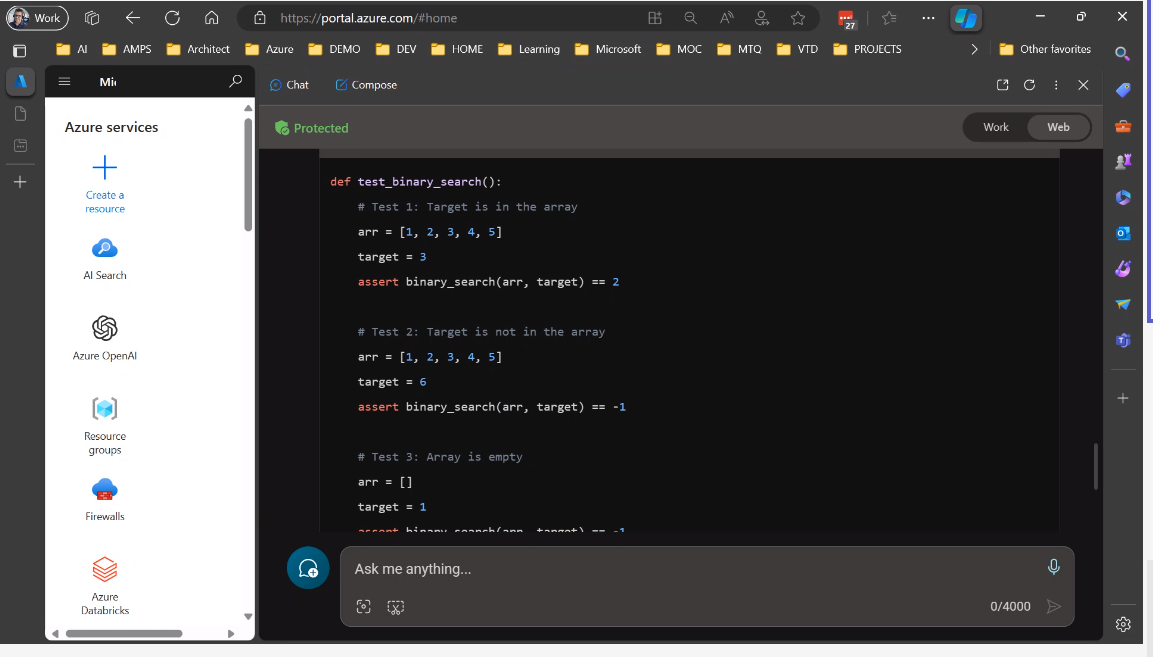 Work
https://portal.azure.com/#home
27
AI
AMPS
Architect
Azure
DEMO
DEV
HOME
Learning
Microsoft
MOC
MTQ
VTD
PROJECTS
Other favorites
Chat
Compose
Azure services
Create a
resource
AI Search
Azure OpenAI
Resource
groups
Firewalls
Azure
Databricks
Protected
Work
Web
def test_binary_search():
# Test 1: Target is in the array
arr = [1, 2, 3, 4, 5]
target = 3
assert binary_search(arr, target) == 2
# Test 2: Target is not in the array
arr = [1, 2, 3, 4, 5]
target = 6
assert binary_search(arr, target) == -1
# Test 3: Array is empty
arr = []
target = 1
assert binary_search(arr, target) == -1
Ask me anything...
0/4000